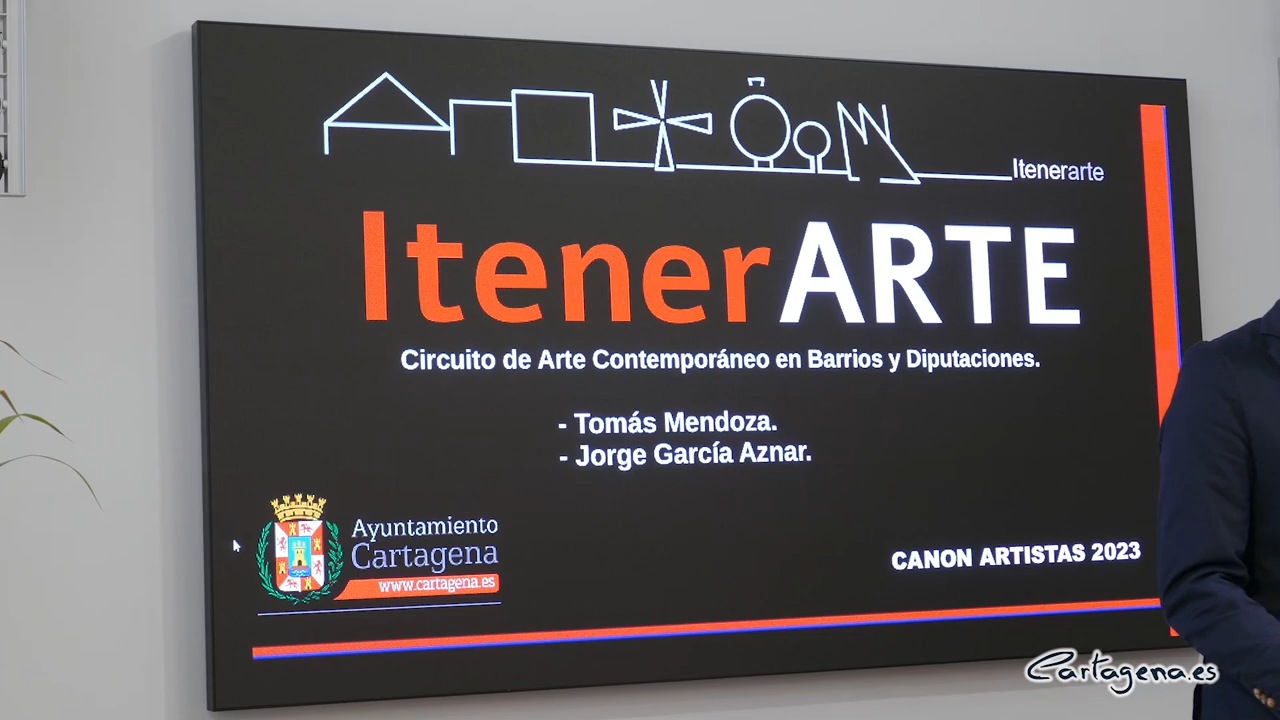 Itenerarte
ItenerARTE
Circuito de Arte Contemporáneo en Barrios y Diputaciones.
- Tomás Mendoza.
- Jorge García Aznar.
Ayuntamiento
Cartagena
www.cartagena.es
CANON ARTISTAS 2023
Cartagena.es